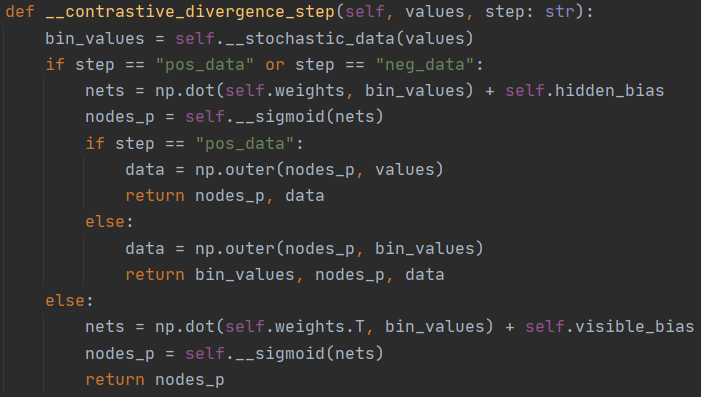 def __contrastive_divergence_step(self, values, step: str):
    bin_values = self.__stochastic_data(values)
    if step == "pos_data" or step == "neg_data":
        nets = np.dot(self.weights, bin_values) + self.hidden_bias
        nodes_p = self.__sigmoid(nets)
        if step == "pos_data":
            data = np.outer(nodes_p, values)
            return nodes_p, data
        else:
            data = np.outer(nodes_p, bin_values)
            return bin_values, nodes_p, data
    else:
        nets = np.dot(self.weights.T, bin_values) + self.visible_bias
        nodes_p = self.__sigmoid(nets)
        return nodes_p